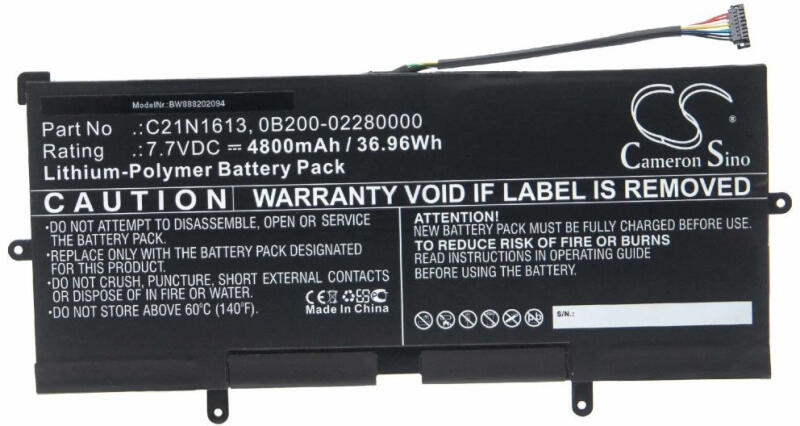 ModelNr:BW888202094
Part No .:C21N1613, 0B200-02280000
Rating .:7.7VDC ⎓ 4800mAh / 36.96Wh
Lithium-Polymer Battery Pack
CS
Cameron Sino
CAUTION
WARRANTY VOID IF LABEL IS REMOVED
•DO NOT ATTEMPT TO DISASSEMBLE, OPEN OR SERVICE
THE BATTERY PACK.
•REPLACE ONLY WITH THE BATTERY PACK DESIGNATED
FOR THIS PRODUCT.
•DO NOT CRUSH, PUNCTURE, SHORT EXTERNAL CONTACTS
OR DISPOSE OF IN FIRE OR WATER.
•DO NOT STORE ABOVE 60°C (140°F).
CE
Made In China
ATTENTION!
NEW BATTERY PACK MUST BE FULLY CHARGED BEFORE USE.
TO REDUCE RISK OF FIRE OR BURNS
READ INSTRUCTIONS IN OPERATING GUIDE
BEFORE USING THE BATTERY.
S/N.: